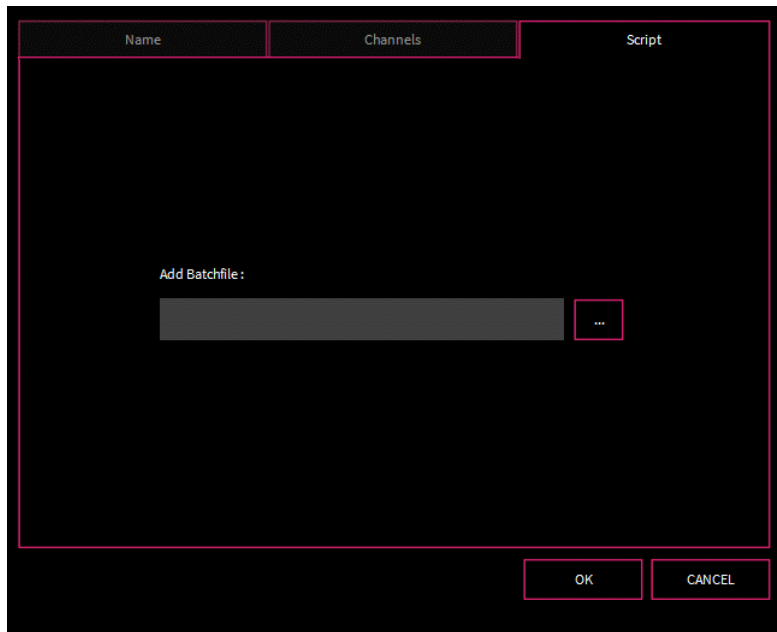 Name
Channels
Script
Add Batchfile :
...
OK
CANCEL